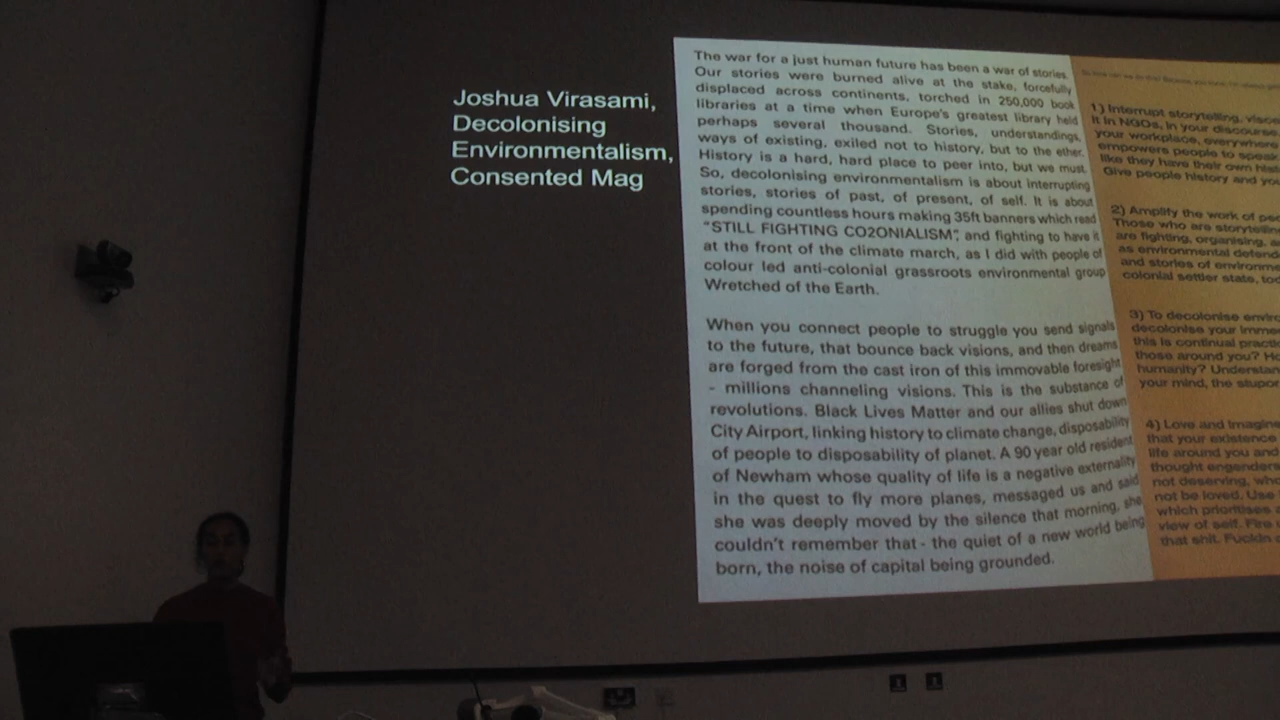 Joshua Virasami,
Decolonising
Environmentalism,
Consented Mag
The war for a just human future has been a war of stories.
Our stories were burned alive at the stake, forcefully
displaced across continents, torched in 250,000 book
libraries at a time when Europe's greatest library held
perhaps several thousand. Stories, understandings,
ways of existing, exiled not to history, but to the ether.
History is a hard, hard place to peer into, but we must.
So, decolonising environmentalism is about interrupting
stories, stories of past, of present, of self. It is about
spending countless hours making 35ft banners which read
“STILL FIGHTING CO2ONIALISM”, and fighting to have it
at the front of the climate march, as I did with people of
colour led anti-colonial grassroots environmental group
Wretched of the Earth.
When you connect people to struggle you send signals
to the future, that bounce back visions, and then dreams
are forged from the cast iron of this immovable foresight
- millions channeling visions. This is the substance of
revolutions. Black Lives Matter and our allies shut down
City Airport, linking history to climate change, disposability
of people to disposability of planet. A 90 year old resident
of Newham whose quality of life is a negative externality
in the quest to fly more planes, messaged us and said
she was deeply moved by the silence that morning, she
couldn't remember that - the quiet of a new world being
born, the noise of capital being grounded.
1) Interrupt storytelling,
it in NGOs, in your discourse
your workplace, everywhere
empowers people to speak
like they have their own
Give people history and
2) Amplify the work of
Those who are
are fighting, organising,
as environmental
and stories of
colonial settler state,
3) To decolonise
decolonise your
this is continual
those around you?
humanity?
your mind, the
4) Love and
that your existence
life around you and
thought engenders
not deserving,
not be loved. Use
which prioritises
view of self. Fire
that shit.